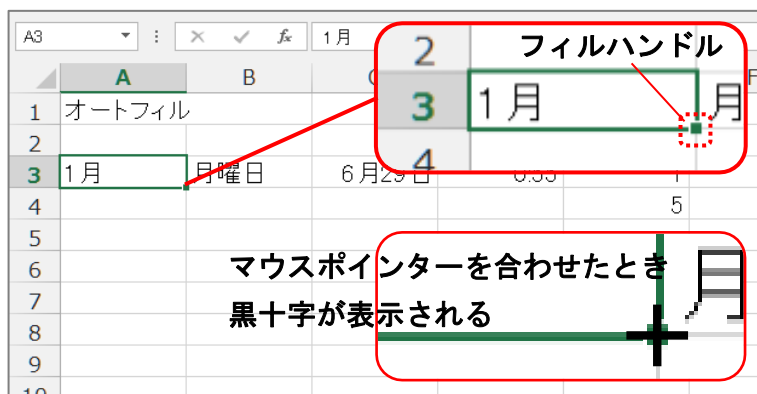 A3
fx
1月
A
B
1
オートフィル
2
3
1月
月曜日
6月29日
1
4
5
5
6
7
8
9
10
2
フィルハンドル
3
1月
月
4
マウスポインターを合わせたとき
黒十字が表示される
月